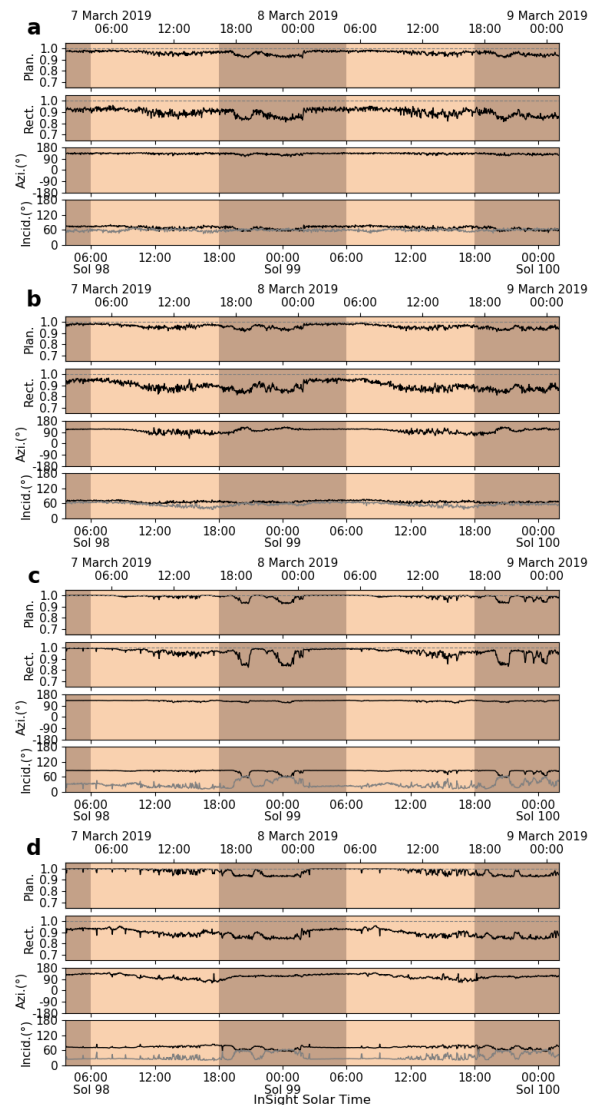 7 March 2019 8 March 2019 9 March 2019
a 06:00 12:00 18:00 00:00 06:00 12:00 18:00 00:00
Plan. 1.0 0.9 0.8 0.7
Rect. 1.0 0.9 0.8 0.7
Azi.(°) 180 90 0 -90 -180
Incid.(°) 180 120 60 0
06:00 12:00 18:00 00:00 06:00 12:00 18:00 00:00
Sol 98 Sol 99 Sol 100
7 March 2019 8 March 2019 9 March 2019
b 06:00 12:00 18:00 00:00 06:00 12:00 18:00 00:00
Plan. 1.0 0.9 0.8 0.7
Rect. 1.0 0.9 0.8 0.7
Azi.(°) 180 90 0 -90 -180
Incid.(°) 180 120 60 0
06:00 12:00 18:00 00:00 06:00 12:00 18:00 00:00
Sol 98 Sol 99 Sol 100
7 March 2019 8 March 2019 9 March 2019
c 06:00 12:00 18:00 00:00 06:00 12:00 18:00 00:00
Plan. 1.0 0.9 0.8 0.7
Rect. 1.0 0.9 0.8 0.7
Azi.(°) 180 90 0 -90 -180
Incid.(°) 180 120 60 0
06:00 12:00 18:00 00:00 06:00 12:00 18:00 00:00
Sol 98 Sol 99 Sol 100
7 March 2019 8 March 2019 9 March 2019
d 06:00 12:00 18:00 00:00 06:00 12:00 18:00 00:00
Plan. 1.0 0.9 0.8 0.7
Rect. 1.0 0.9 0.8 0.7
Azi.(°) 180 90 0 -90 -180
Incid.(°) 180 120 60 0
06:00 12:00 18:00 00:00 06:00 12:00 18:00 00:00
Sol 98 Sol 99 Sol 100
InSight Solar Time